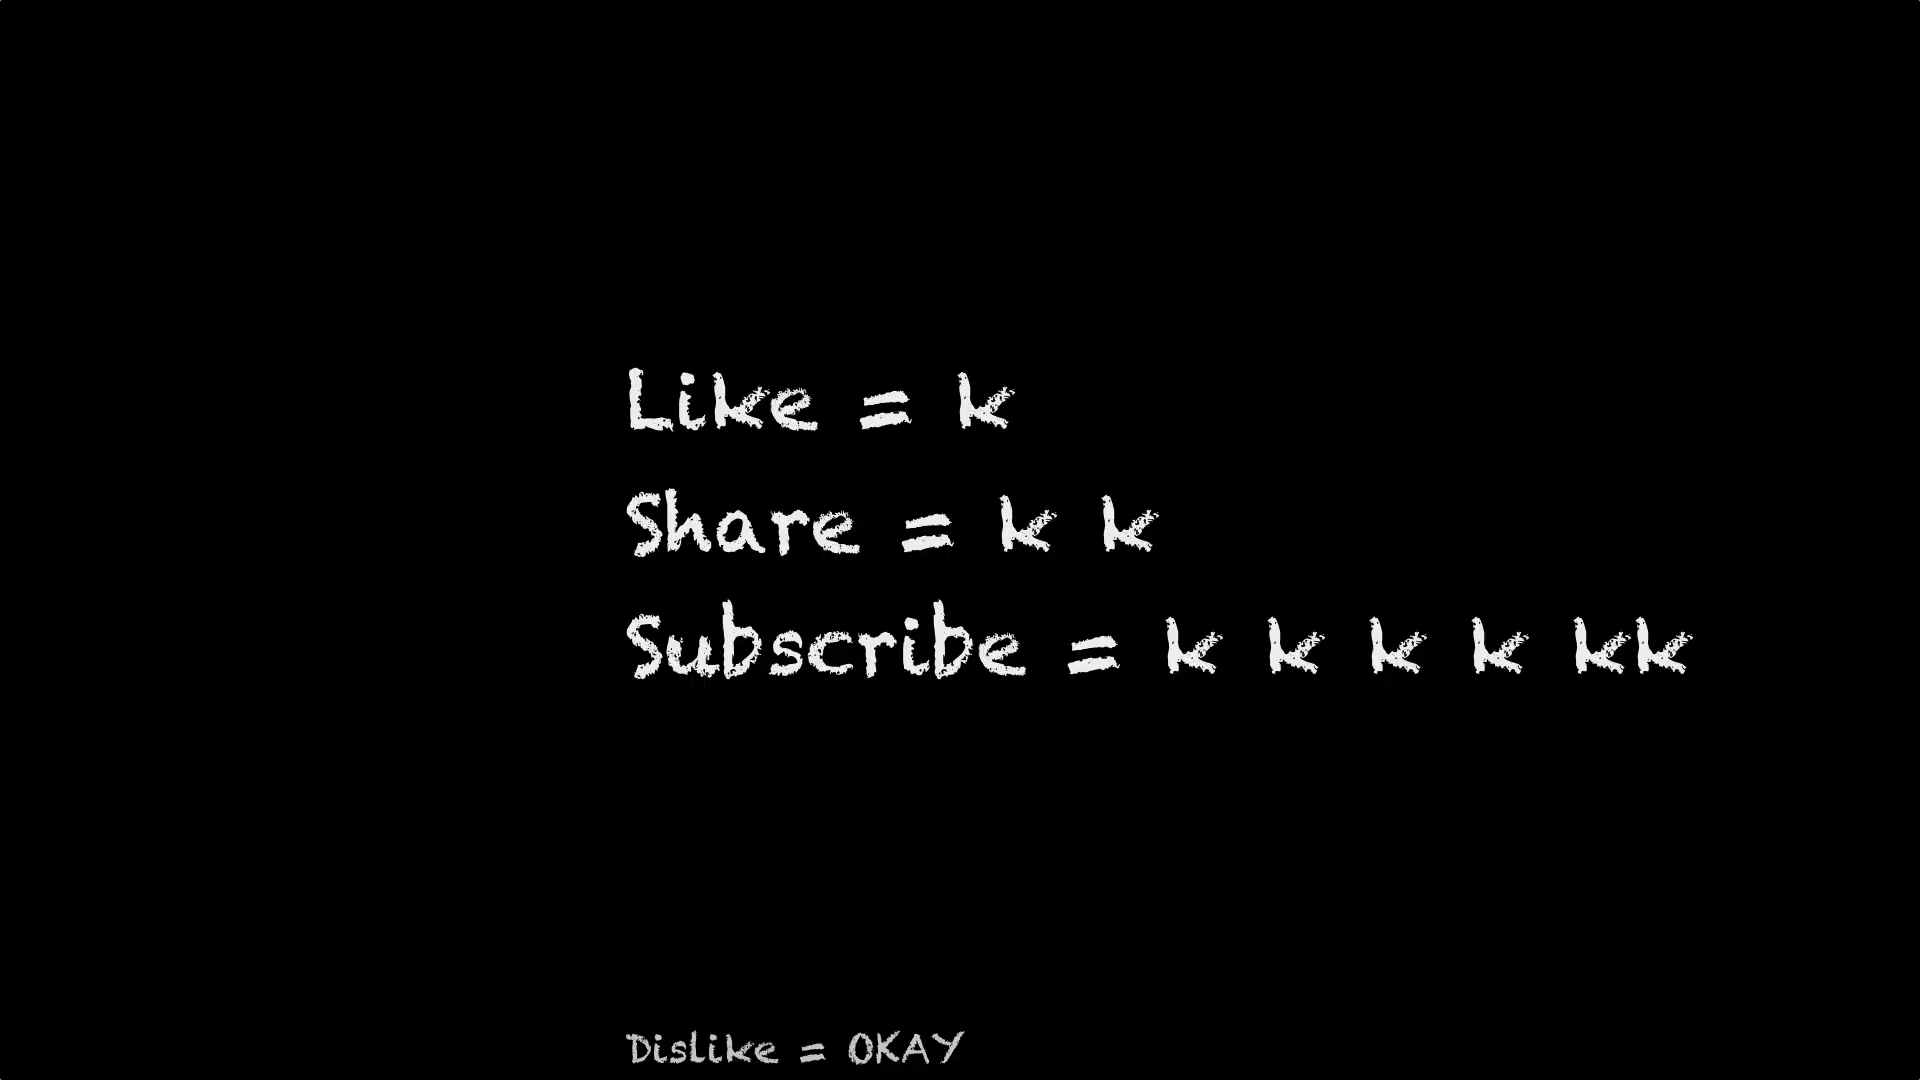 Like = k
Share = k k
Subscribe = k k k k kk
Dislike = OKAY